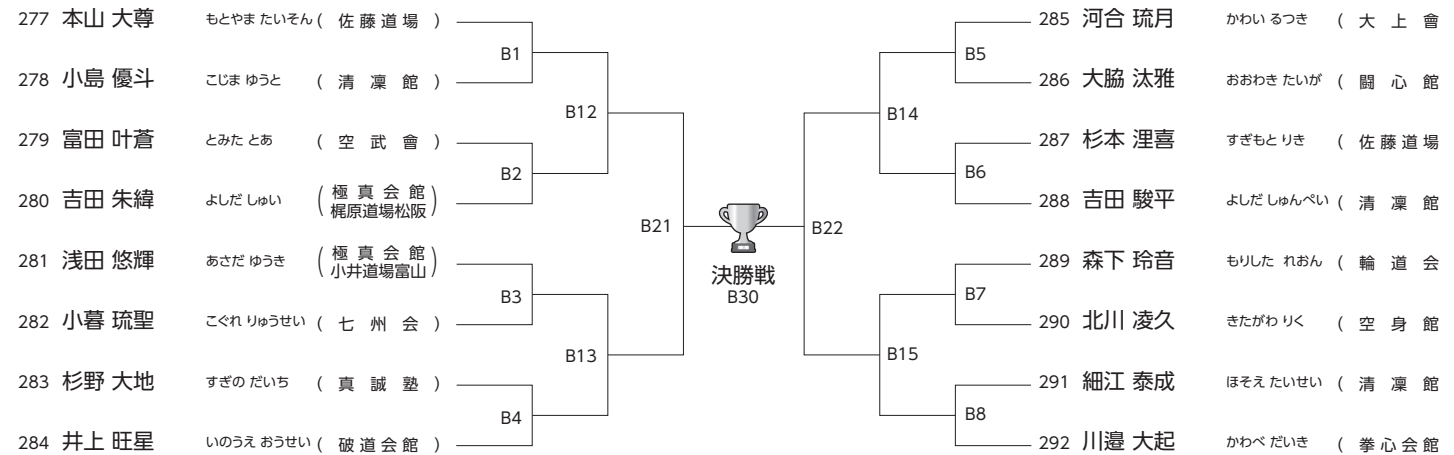 277 本山 大尊 もとやま たいそん ( 佐藤道場 )
B1
278 小島 優斗 こじま ゆうと ( 清凜館 )
B12
279 富田 叶蒼 とみた とあ ( 空武會 )
B2
280 吉田 朱緯 よしだ しゅい ( 極真会館
梶原道場松阪 )
B21
281 浅田 悠輝 あさだ ゆうき ( 極真会館
小井道場富山 )
B3
282 小暮 琉聖 こぐれ りゅうせい ( 七州会 )
B13
283 杉野 大地 すぎの だいち ( 真誠塾 )
B4
284 井上 旺星 いのうえ おうせい ( 破道会館 )
決勝戦
B30
285 河合 琉月 かわい るつき ( 大上會
B5
286 大脇 汰雅 おおわき たいが ( 闘心館
B14
287 杉本 浬喜 すぎもと りき ( 佐藤道場
B6
288 吉田 駿平 よしだ しゅんぺい ( 清凜館
B22
289 森下 玲音 もりした れおん ( 輪道会
B7
290 北川 凌久 きたがわ りく ( 空身館
B15
291 細江 泰成 ほそえ たいせい ( 清凜館
B8
292 川邉 大起 かわべ だいき ( 拳心会館